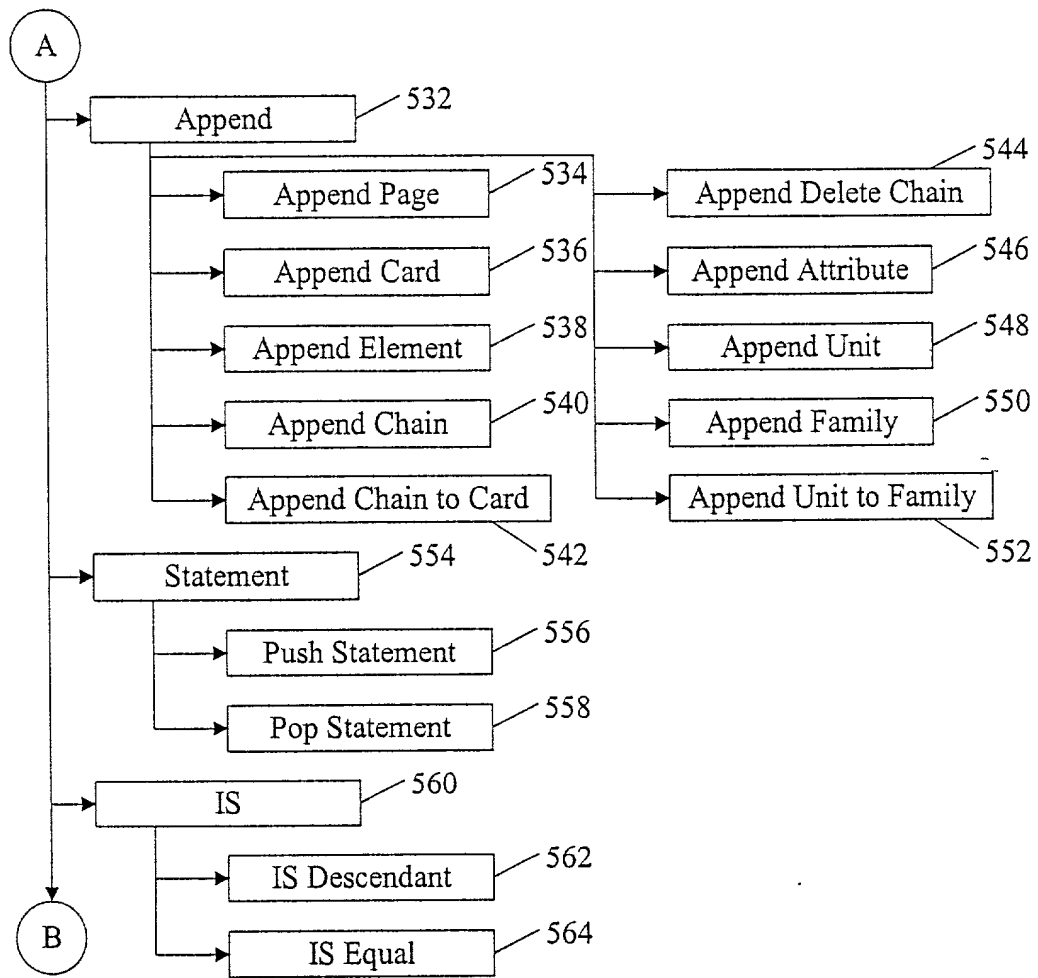 A
Append
532
Append Page
534
Append Card
536
Append Element
538
Append Chain
540
Append Chain to Card
542
Append Delete Chain
544
Append Attribute
546
Append Unit
548
Append Family
550
Append Unit to Family
552
Statement
554
Push Statement
556
Pop Statement
558
IS
560
IS Descendant
562
IS Equal
564
B